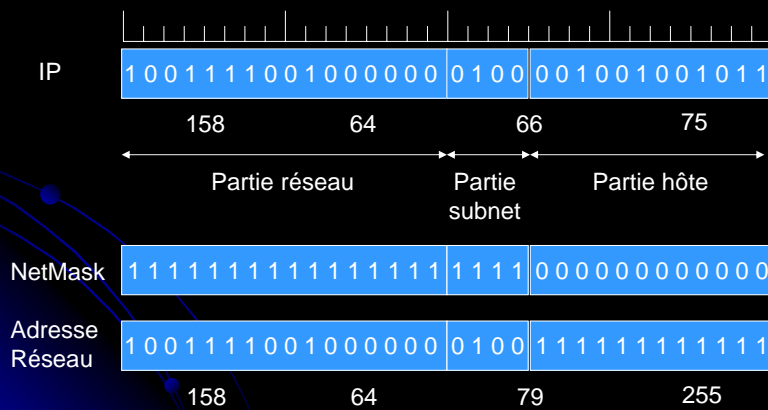 IP 1 0 0 1 1 1 1 0 0 1 0 0 0 0 0 0 0 1 0 0 0 0 1 0 0 1 0 0 1 0 1 1
158 64 66 75
Partie réseau Partie subnet Partie hôte
NetMask 1 1 1 1 1 1 1 1 1 1 1 1 1 1 1 1 1 1 1 1 0 0 0 0 0 0 0 0 0 0 0 0
Adresse
Réseau 1 0 0 1 1 1 1 0 0 1 0 0 0 0 0 0 0 1 0 0 1 1 1 1 1 1 1 1 1 1 1 1
158 64 79 255